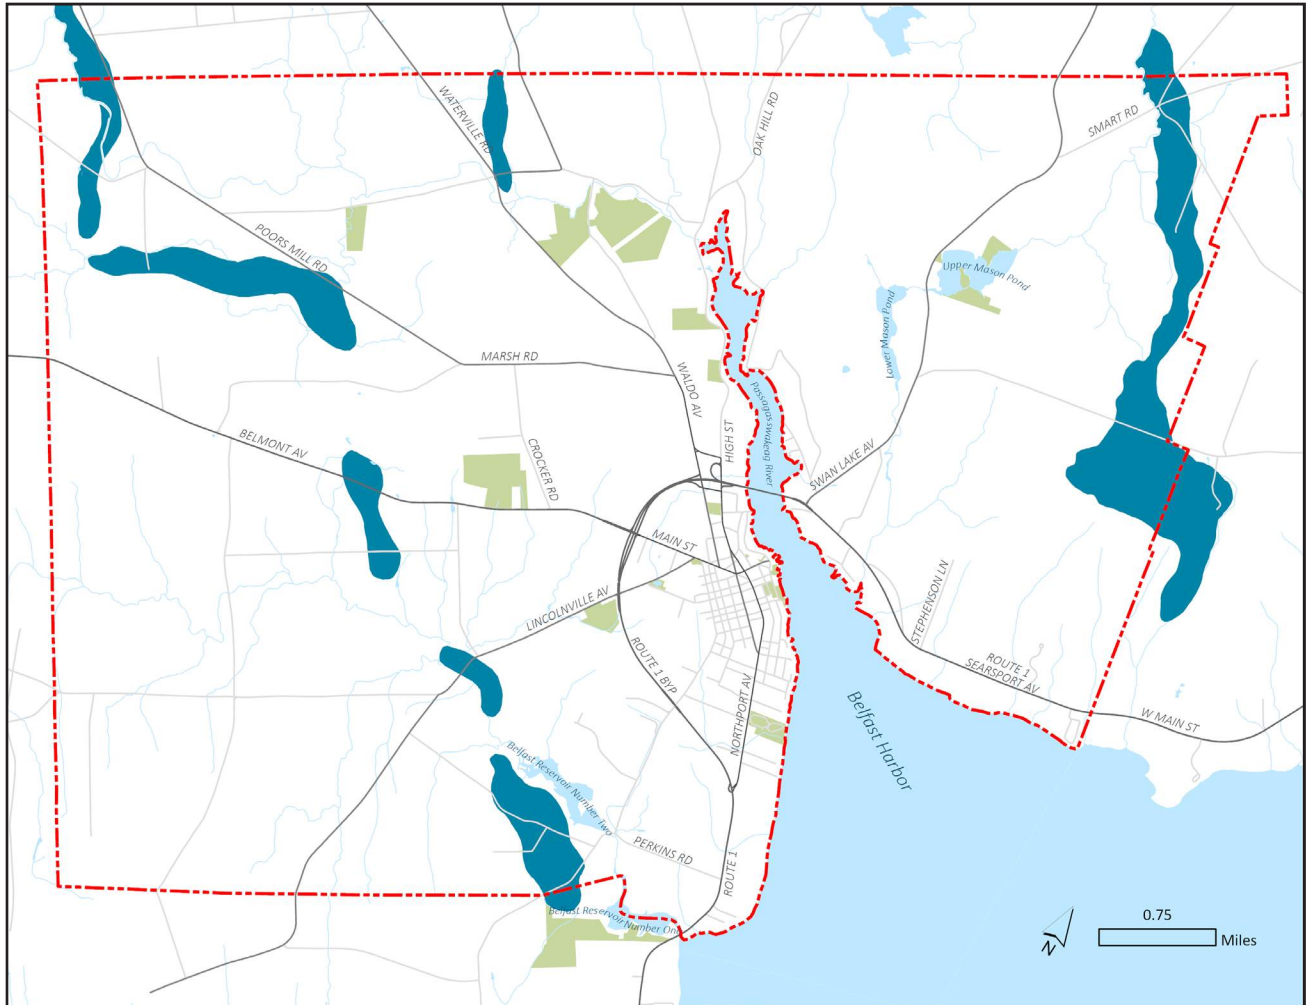 WATERVILLE RD
OAK HILL RD
SMART RD
POORS MILL RD
Upper Mason Pond
Lower Mason Pond
MARSH RD
WALDO AV
Passagasswakeag River
HIGH ST
BELMONT AV
CROCKER RD
SWAN LAKE AV
MAIN ST
LINCOLNVILLE AV
STEPHENSON LN
ROUTE 1 BYP
ROUTE 1
SEARSPORT AV
NORTHPORT AV
W MAIN ST
Belfast Harbor
Belfast Reservoir Number Two
PERKINS RD
ROUTE 1
Belfast Reservoir Number One
N
0.75
Miles